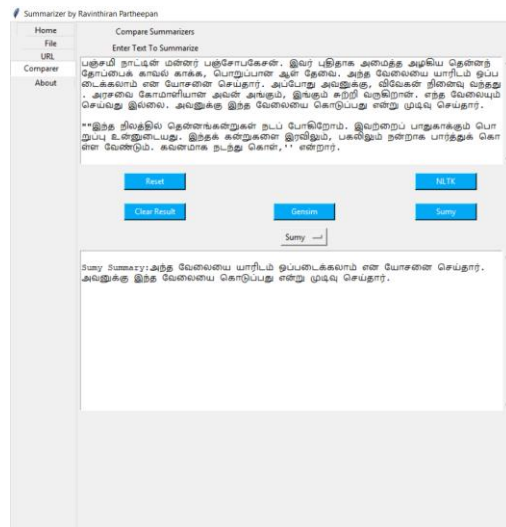 Summarizer by Ravinthiran Partheepan
Home
File
URL
Comparer
About
Compare Summarizers
Enter Text To Summarize
பஞ்சமி நாட்டின் மன்னர் பஞ்சோபகேசன். இவர் புதிதாக அமைத்த அழகிய தென்னந்
தோப்பைக் காவல் காக்க, பொறுப்பான ஆள் தேவை. அந்த வேலையை யாரிடம் ஒப்ப
டைக்கலாம் என யோசனை செய்தார். அப்போது அவனுக்கு, விவேகன் நினைவு வந்தது
. அரசவை கோமாளியான அவன் அங்கும், இங்கும் சுற்றி வருகிறான். எந்த வேலையும்
செய்வது இல்லை. அவனுக்கு இந்த வேலையை கொடுப்பது என்று முடிவு செய்தார்.
""இந்த நிலத்தில் தென்னங்கன்றுகள் நடப் போகிறோம். இவற்றைப் பாதுகாக்கும் பொ
றுப்பு உன்னுடையது. இந்தக் கன்றுகளை இரவிலும், பகலிலும் நன்றாக பார்த்துக் கொ
ள்ள வேண்டும். கவனமாக நடந்து கொள்,'' என்றார்.
Reset
NLTK
Clear Result
Gensim
Sumy
Sumy
Sumy Summary:அந்த வேலையை யாரிடம் ஒப்படைக்கலாம் என யோசனை செய்தார்.
அவனுக்கு இந்த வேலையை கொடுப்பது என்று முடிவு செய்தார்.